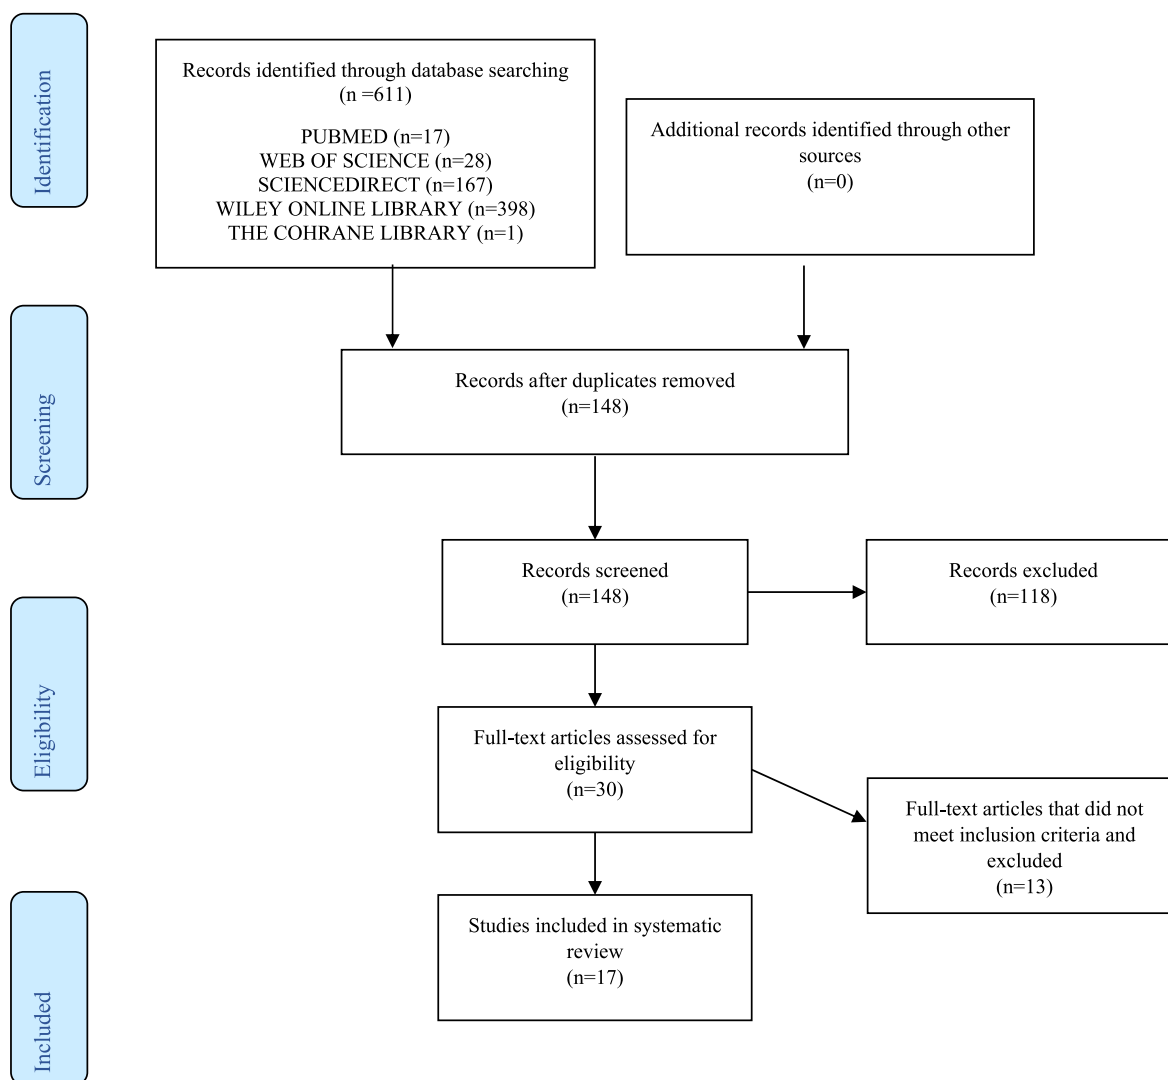 Identification
Records identified through database searching
(n =611)
PUBMED (n=17)
WEB OF SCIENCE (n=28)
SCIENCEDIRECT (n=167)
WILEY ONLINE LIBRARY (n=398)
THE COHRANE LIBRARY (n=1)
Additional records identified through other
sources
(n=0)
Screening
Records after duplicates removed
(n=148)
Records screened
(n=148)
Records excluded
(n=118)
Eligibility
Full-text articles assessed for
eligibility
(n=30)
Full-text articles that did not
meet inclusion criteria and
excluded
(n=13)
Included
Studies included in systematic
review
(n=17)